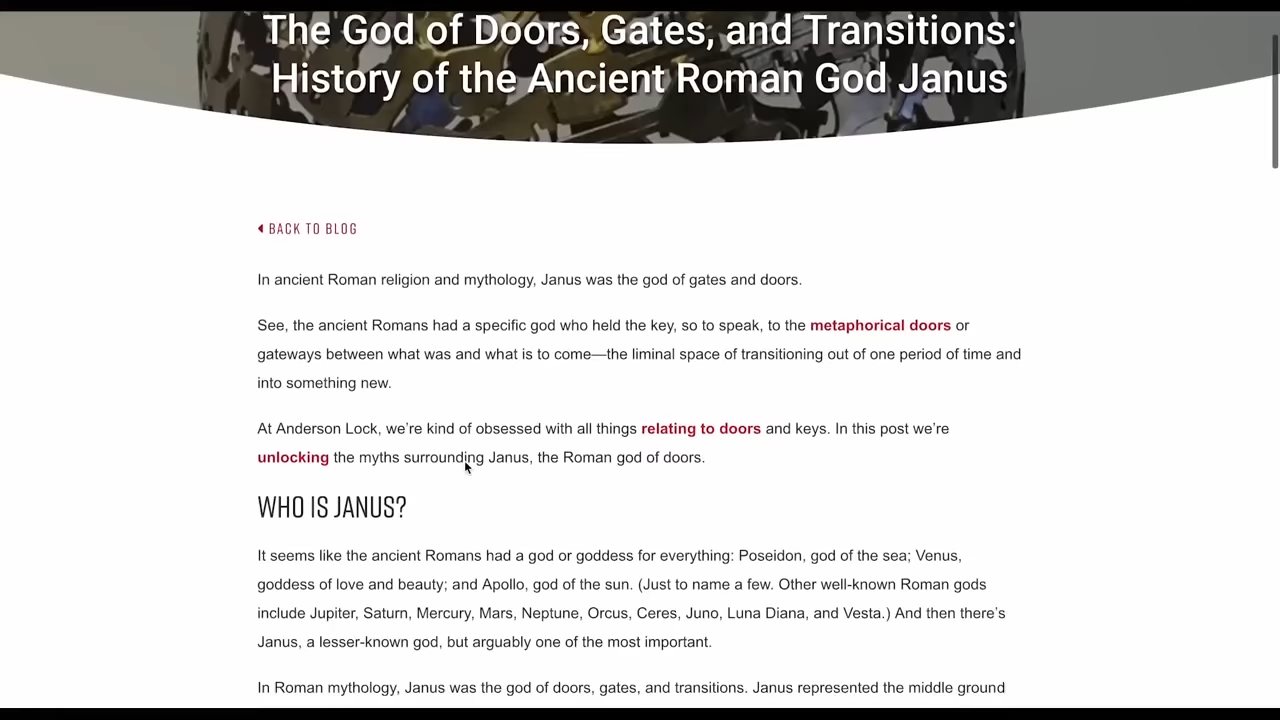 The God of Doors, Gates, and Transitions:
History of the Ancient Roman God Janus
BACK TO BLOG
In ancient Roman religion and mythology, Janus was the god of gates and doors.
See, the ancient Romans had a specific god who held the key, so to speak, to the metaphorical doors or
gateways between what was and what is to come—the liminal space of transitioning out of one period of time and
into something new.
At Anderson Lock, we’re kind of obsessed with all things relating to doors and keys. In this post we’re
unlocking the myths surrounding Janus, the Roman god of doors.
WHO IS JANUS?
It seems like the ancient Romans had a god or goddess for everything: Poseidon, god of the sea; Venus,
goddess of love and beauty; and Apollo, god of the sun. (Just to name a few. Other well-known Roman gods
include Jupiter, Saturn, Mercury, Mars, Neptune, Orcus, Ceres, Juno, Luna Diana, and Vesta.) And then there’s
Janus, a lesser-known god, but arguably one of the most important.
In Roman mythology, Janus was the god of doors, gates, and transitions. Janus represented the middle ground